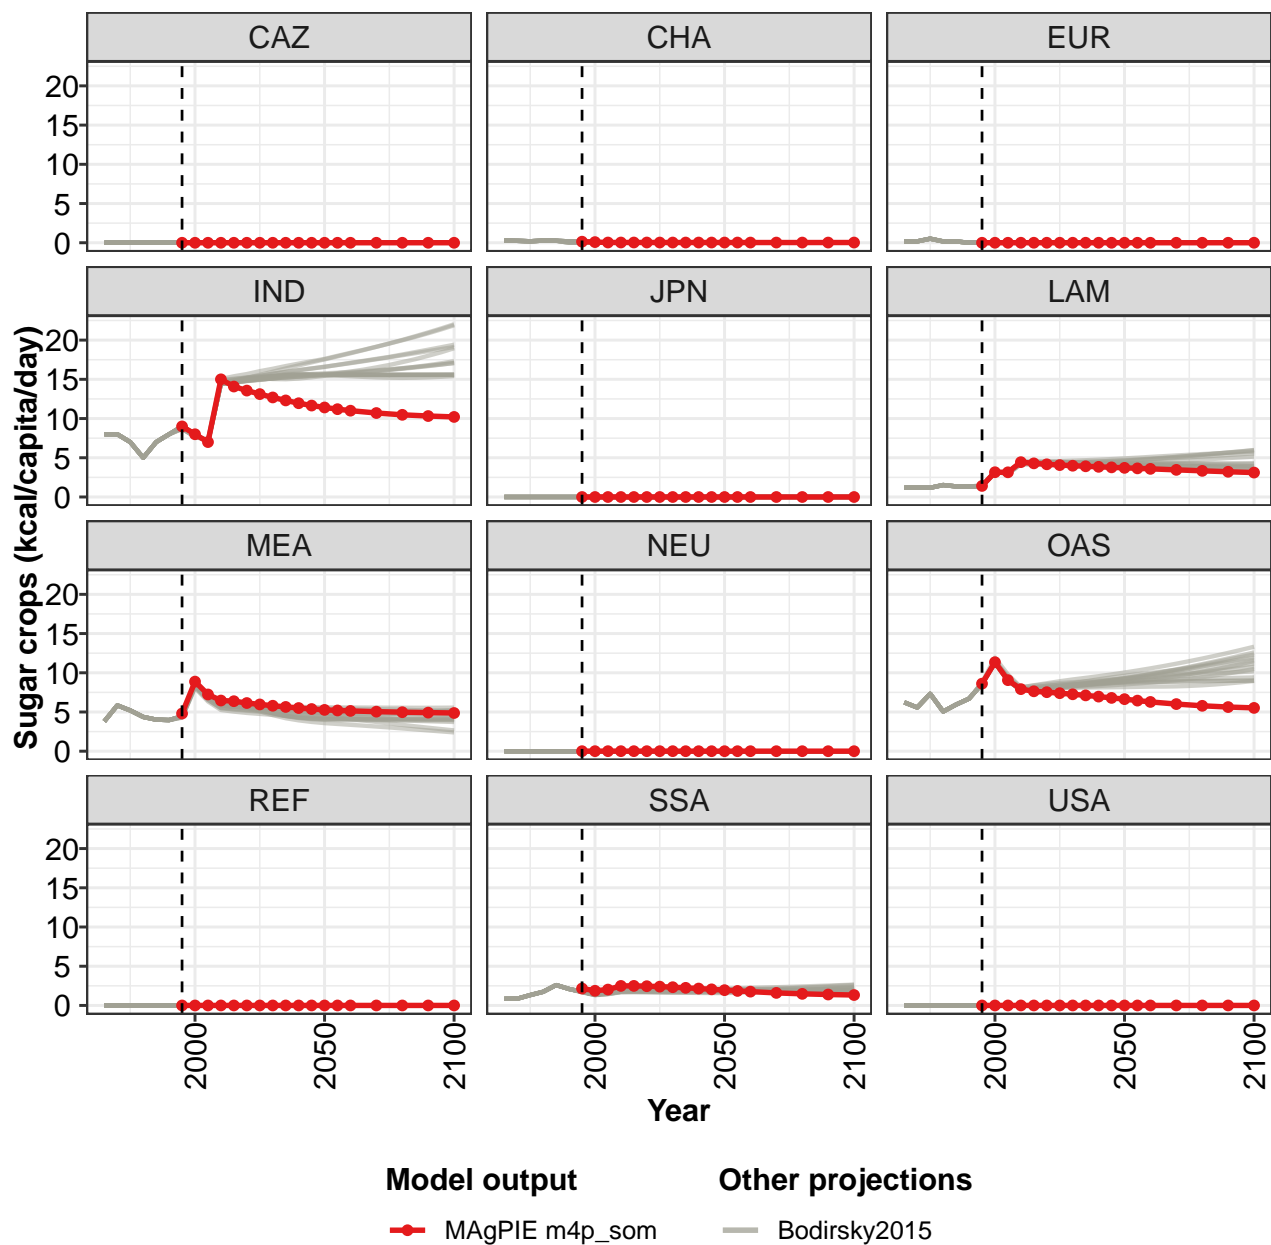 CAZ CHA EUR
20
15
10
5
0
IND JPN LAM
20
15
10
5
0
MEA NEU OAS
20
15
10
5
0
REF SSA USA
20
15
10
5
0
Sugar crops (kcal/capita/day)
2000 2050 2100 2000 2050 2100 2000 2050 2100
Year
Model output Other projections
MAgPIE m4p_som Bodirsky2015